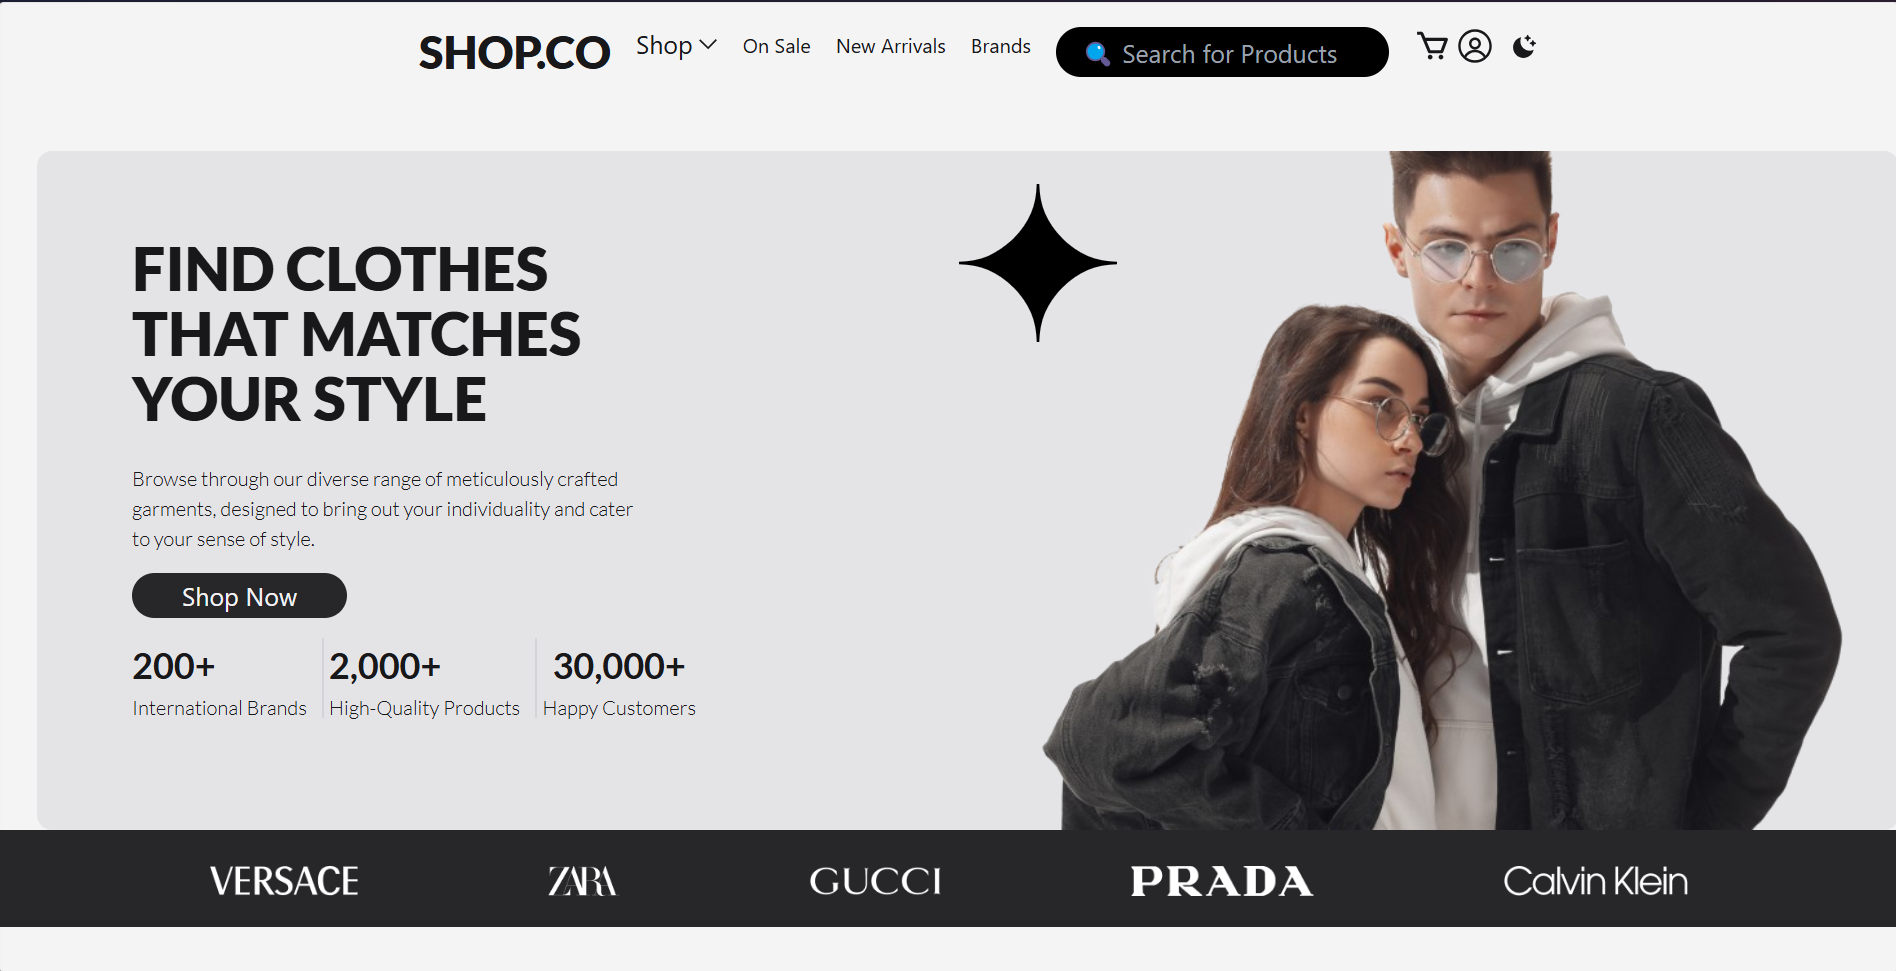 SHOP.CO Shop On Sale New Arrivals Brands Search for Products
FIND CLOTHES
THAT MATCHES
YOUR STYLE
Browse through our diverse range of meticulously crafted
garments, designed to bring out your individuality and cater
to your sense of style.
Shop Now
200+ 2,000+ 30,000+
International Brands High-Quality Products Happy Customers
VERSACE ZARA GUCCI PRADA Calvin Klein